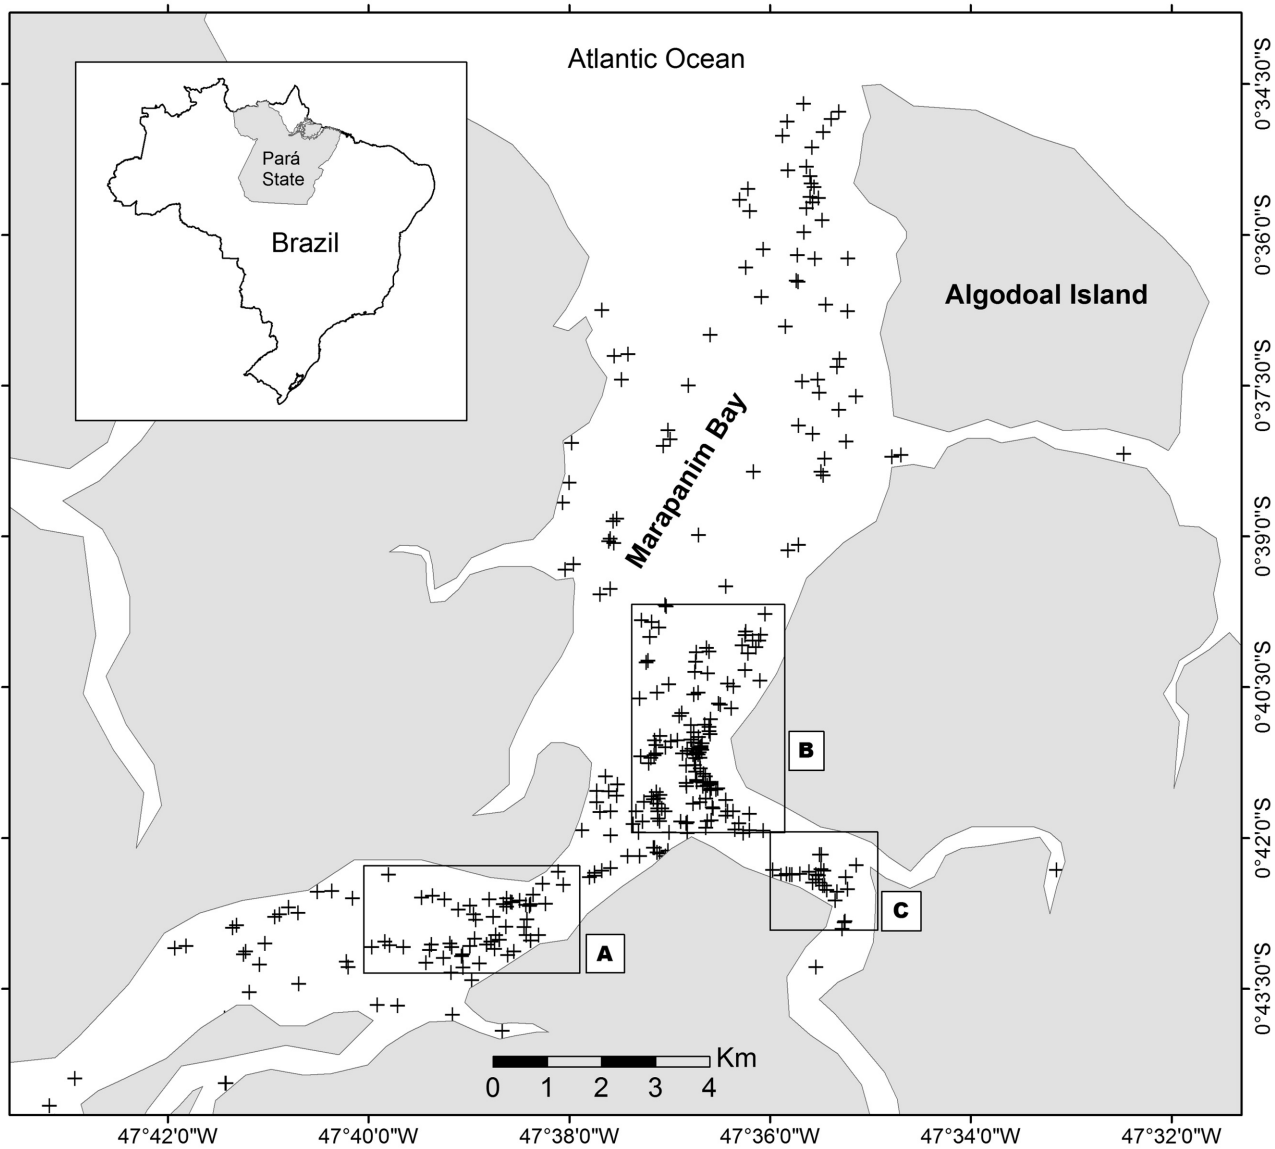 Atlantic Ocean
Pará
State
Brazil
Algodoal Island
Marapanim Bay
B
C
A
Km
0 1 2 3 4
0°34'30"S
0°36'0"S
0°37'30"S
0°39'0"S
0°40'30"S
0°42'0"S
0°43'30"S
47°42'0"W 47°40'0"W 47°38'0"W 47°36'0"W 47°34'0"W 47°32'0"W